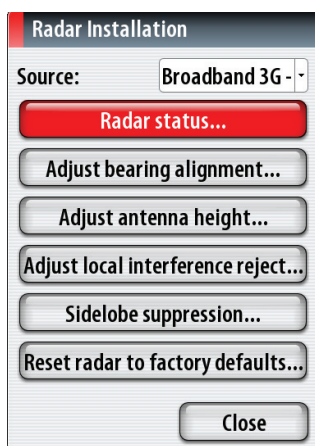 Radar Installation
Source: Broadband 3G -
Radar status...
Adjust bearing alignment...
Adjust antenna height...
Adjust local interference reject...
Sidelobe suppression...
Reset radar to factory defaults...
Close